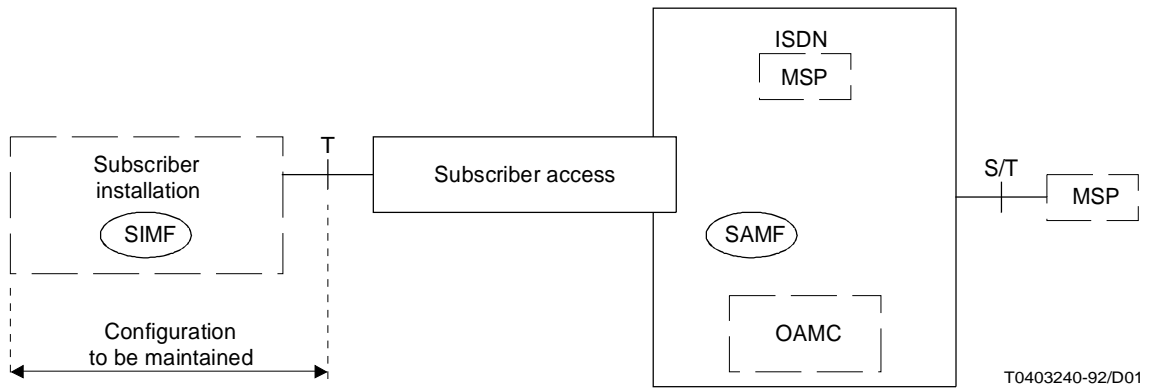 ISDN
MSP
T
Subscriber
installation
Subscriber access
S/T
MSP
SIMF
SAMF
Configuration
to be maintained
OAMC
T0403240-92/D01